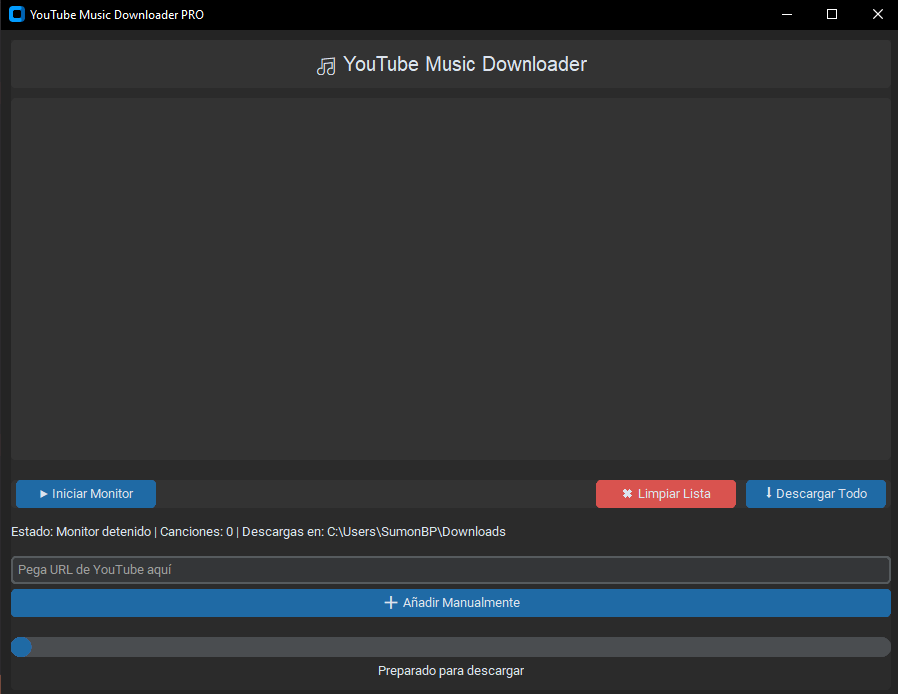 YouTube Music Downloader PRO
🎵 YouTube Music Downloader
▶ Iniciar Monitor
✖ Limpiar Lista
⬇ Descargar Todo
Estado: Monitor detenido | Canciones: 0 | Descargas en: C:\Users\SumonBP\Downloads
Pega URL de YouTube aquí
➕ Añadir Manualmente
Preparado para descargar